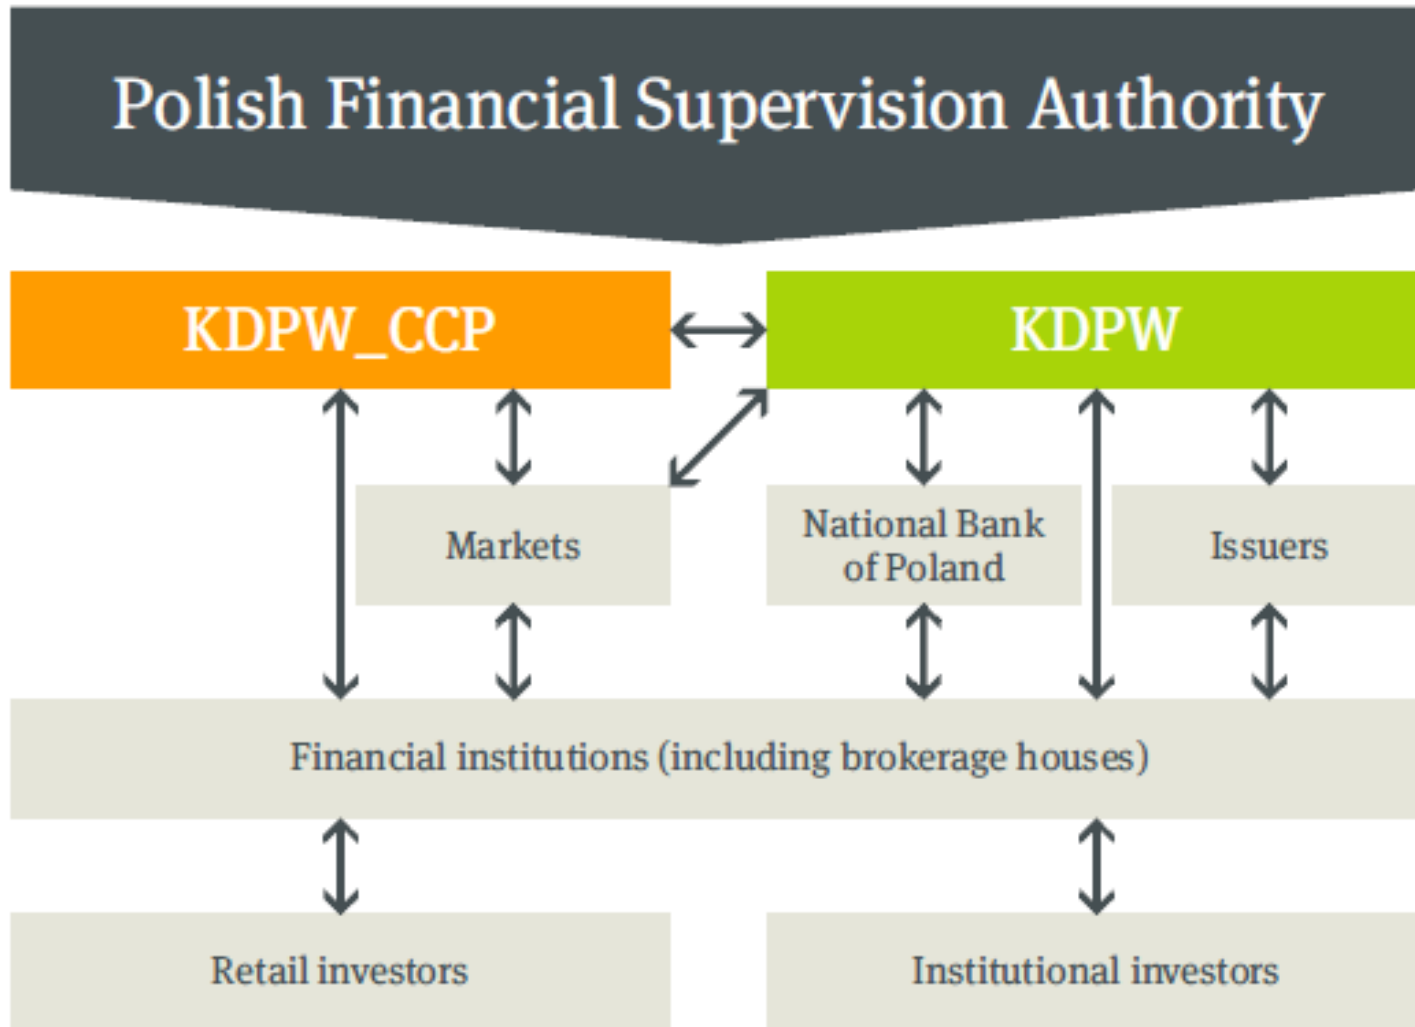 Polish Financial Supervision Authority
KDPW_CCP
KDPW
Markets
National Bank
of Poland
Issuers
Financial institutions (including brokerage houses)
Retail investors
Institutional investors